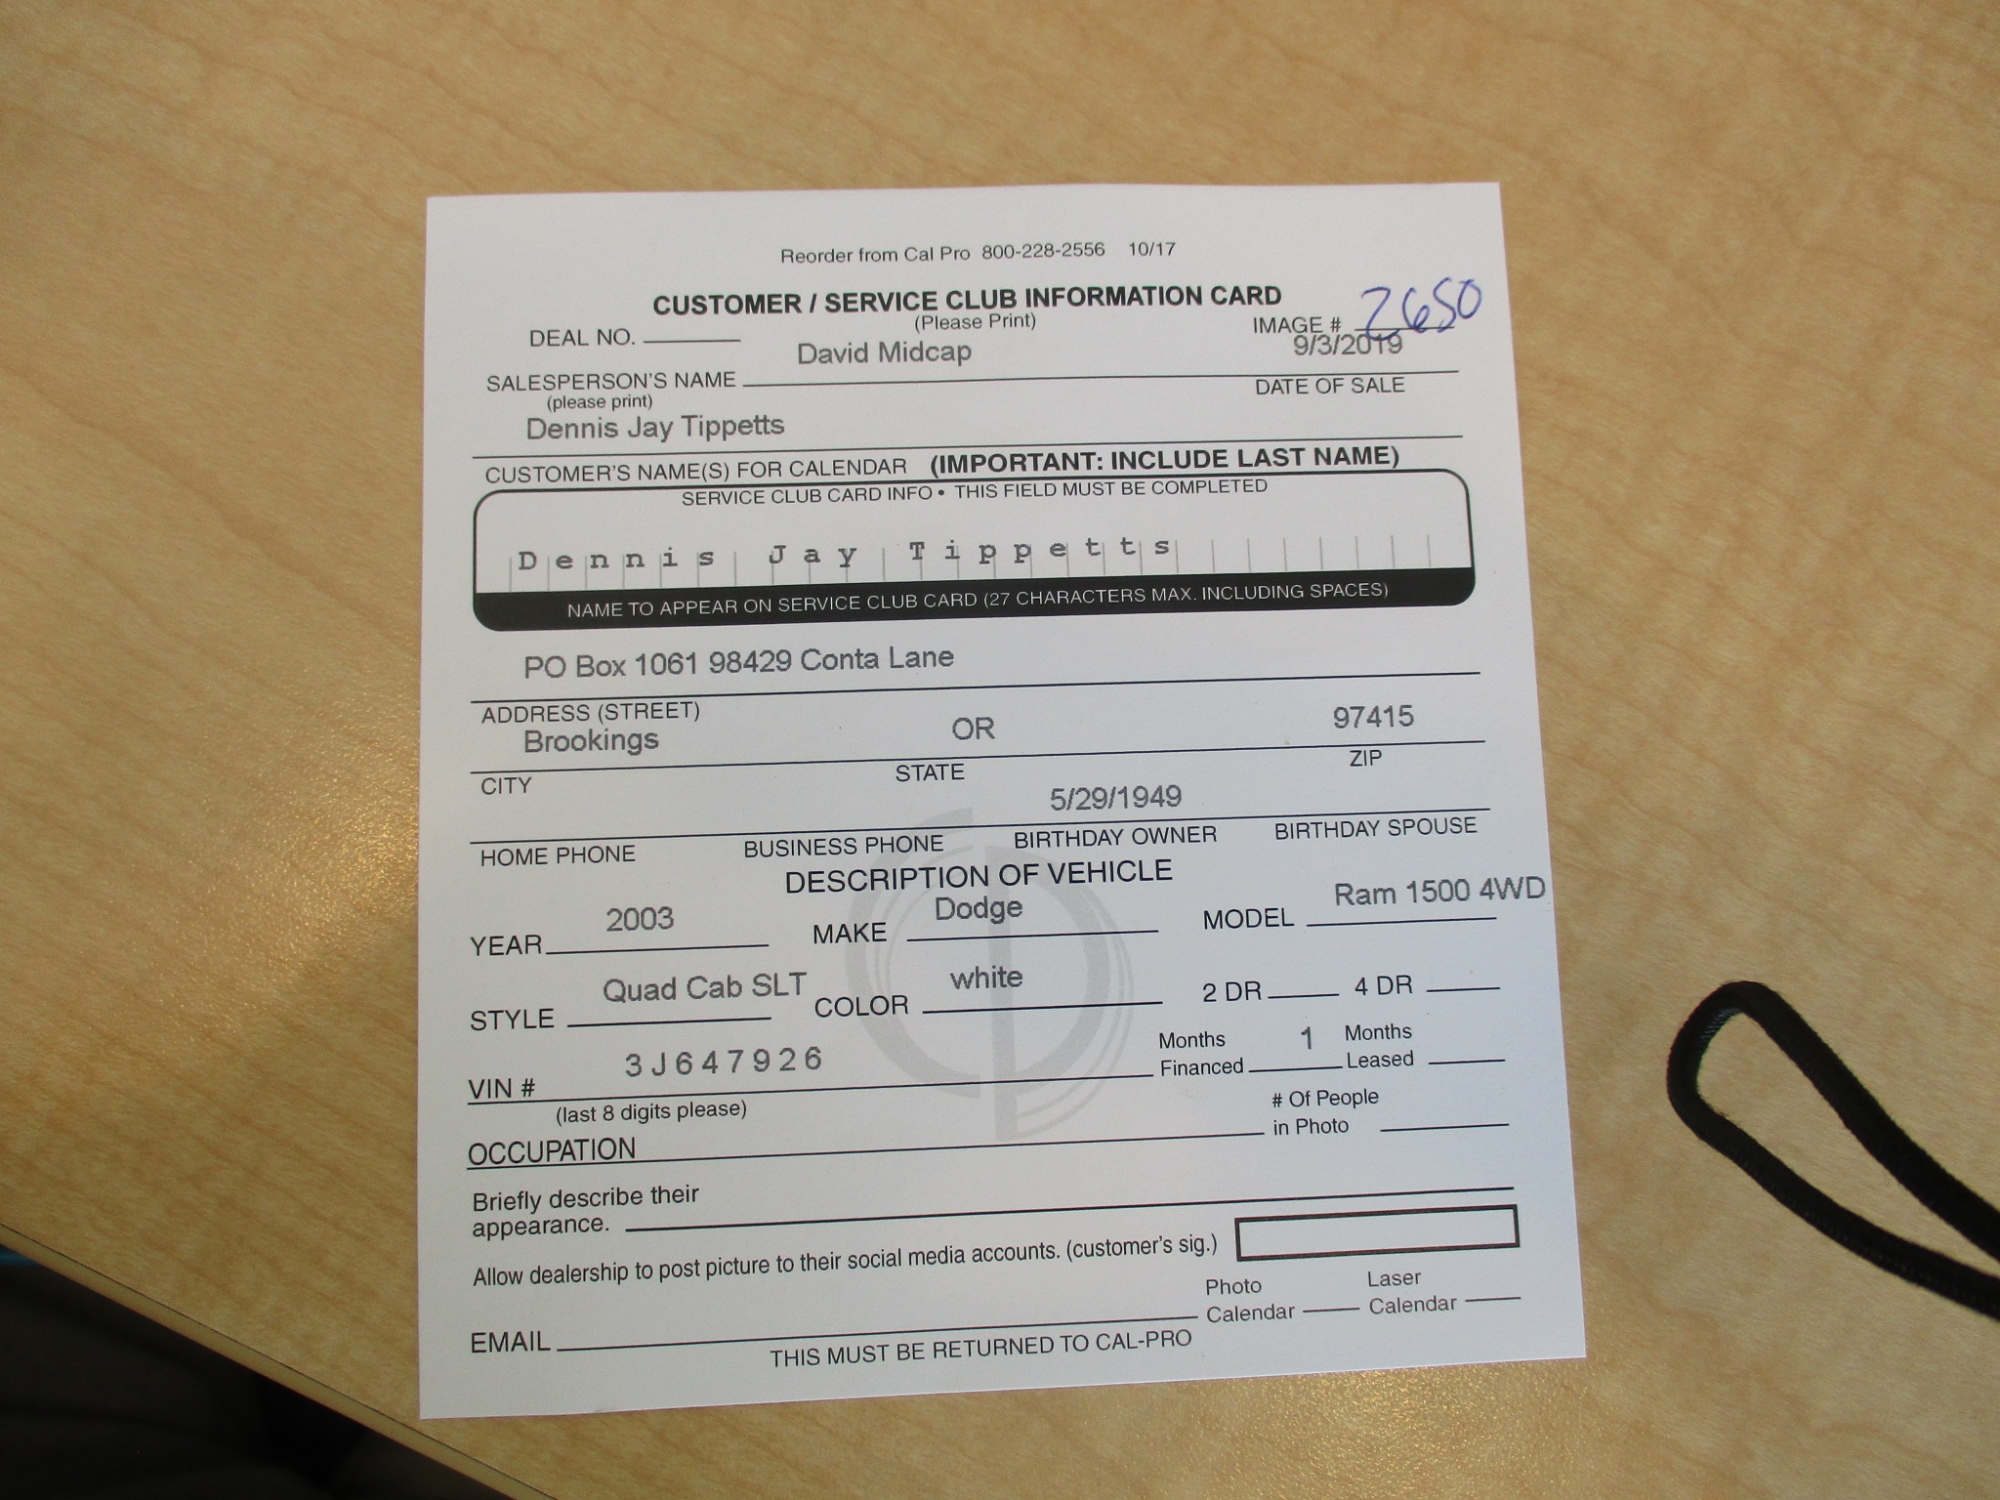 Reorder from Cal Pro 800-228-2556 10/17
CUSTOMER / SERVICE CLUB INFORMATION CARD
(Please Print)
DEAL NO. IMAGE # 2650
David Midcap 9/3/2019
SALESPERSON'S NAME DATE OF SALE
(please print)
Dennis Jay Tippetts
CUSTOMER'S NAME(S) FOR CALENDAR (IMPORTANT: INCLUDE LAST NAME)
SERVICE CLUB CARD INFO • THIS FIELD MUST BE COMPLETED
Dennis Jay Tippetts
NAME TO APPEAR ON SERVICE CLUB CARD (27 CHARACTERS MAX. INCLUDING SPACES)
PO Box 1061 98429 Conta Lane
ADDRESS (STREET)
Brookings OR 97415
CITY STATE ZIP
5/29/1949
HOME PHONE BUSINESS PHONE BIRTHDAY OWNER BIRTHDAY SPOUSE
DESCRIPTION OF VEHICLE
YEAR 2003 MAKE Dodge MODEL Ram 1500 4WD
STYLE Quad Cab SLT COLOR white 2 DR 4 DR
VIN # 3J647926 Months Financed 1 Months Leased
(last 8 digits please)
OCCUPATION # Of People in Photo
Briefly describe their
appearance.
Allow dealership to post picture to their social media accounts. (customer's sig.)
EMAIL Photo Calendar Laser Calendar
THIS MUST BE RETURNED TO CAL-PRO